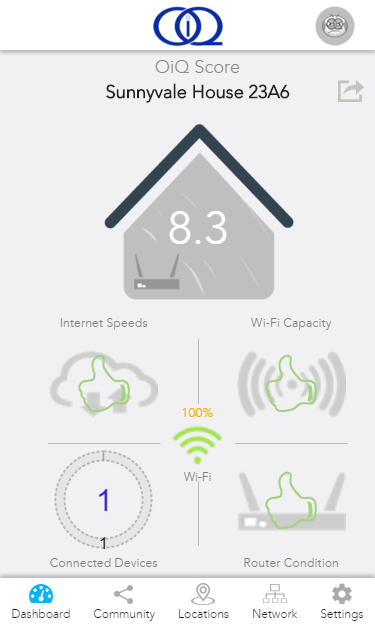 OiQ
OiQ Score
Sunnyvale House 23A6
8.3
Internet Speeds
Wi-Fi Capacity
100%
Wi-Fi
1
1
Connected Devices
Router Condition
Dashboard
Community
Locations
Network
Settings